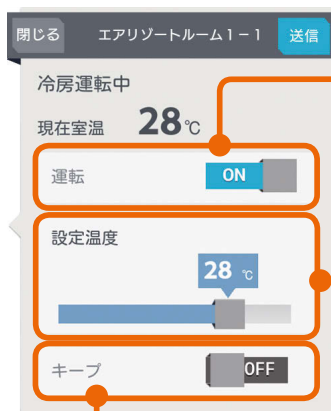 閉じる エアリゾートルーム1-1 送信
冷房運転中
現在室温 28℃
運転 ON
設定温度
28 ℃
キープ OFF